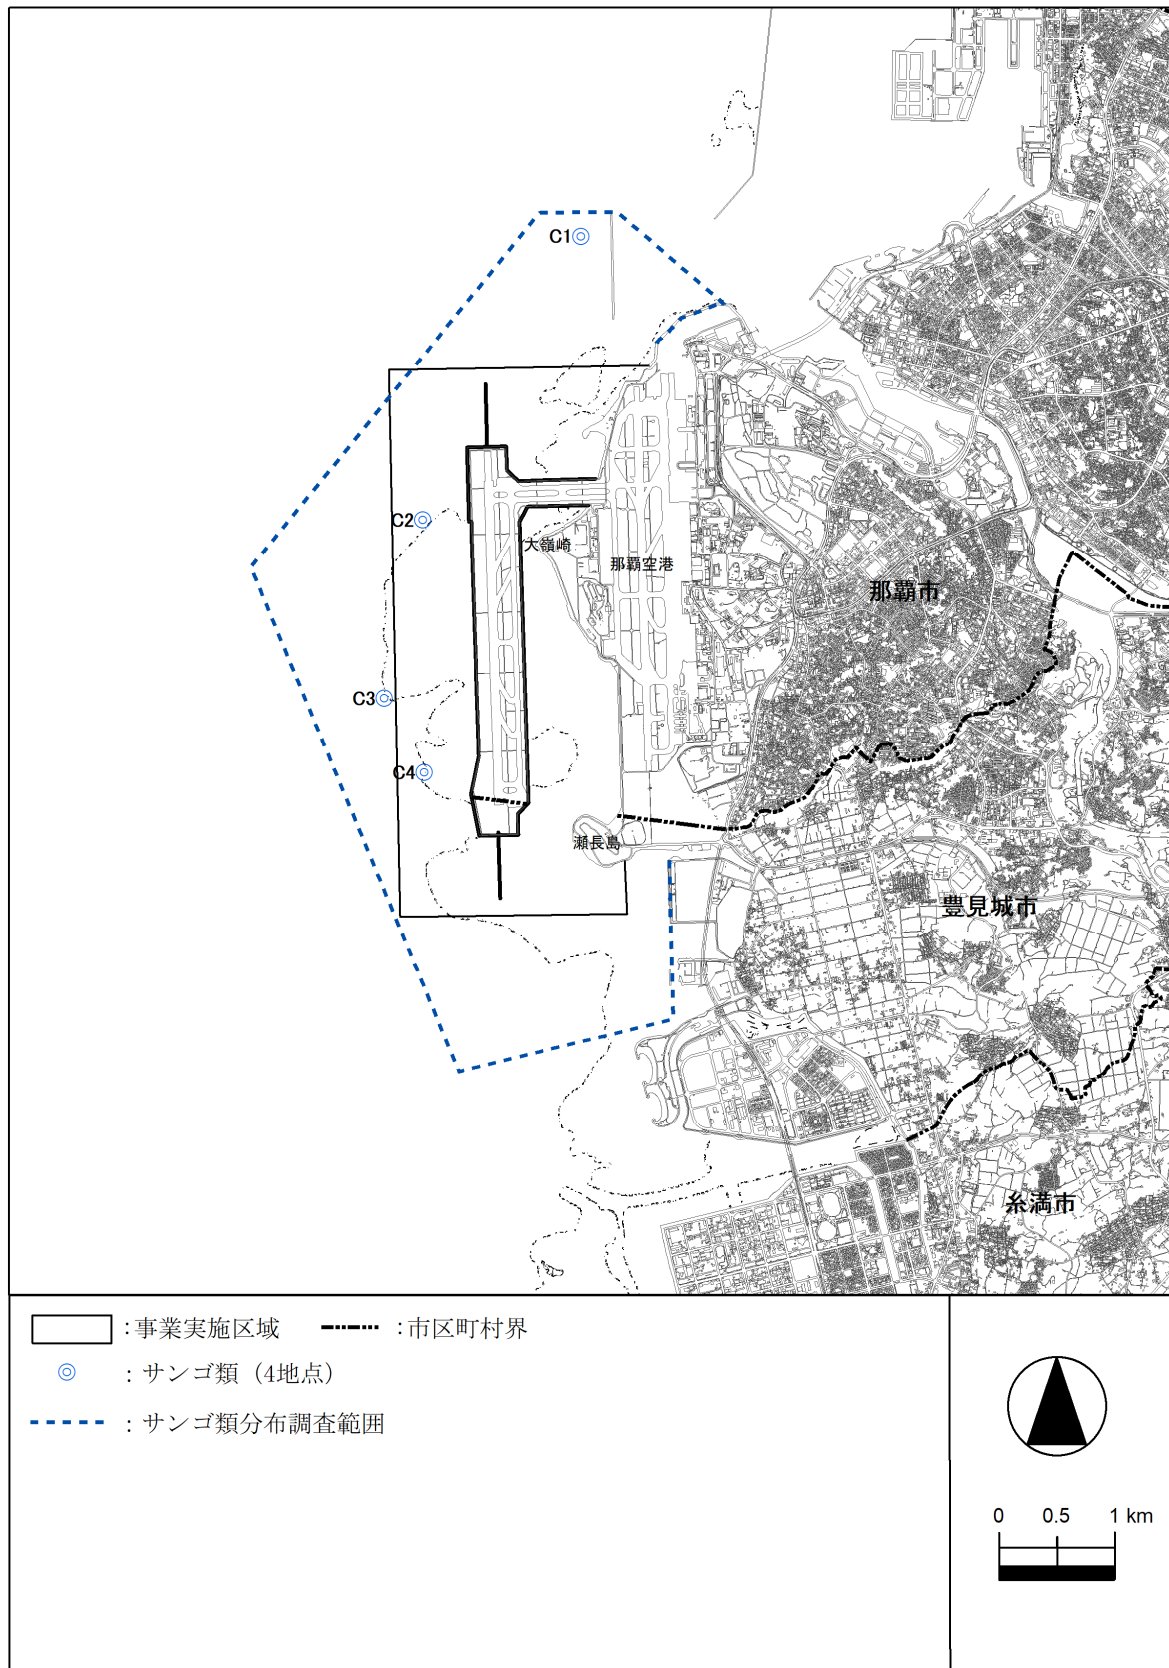 C1
C2
大嶺崎
那覇空港
那覇市
C3
C4
瀬長島
豊見城市
糸満市
：事業実施区域
：市区町村界
：サンゴ類（4地点）
：サンゴ類分布調査範囲
0 0.5 1 km